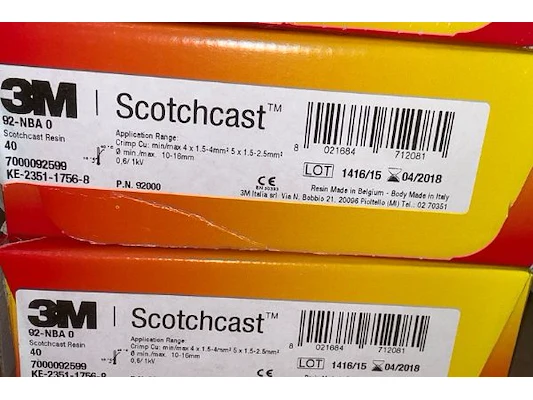 3M | Scotchcast™
92-NBA 0
Scotchcast Resin
40
7000092599
KE-2351-1756-8
Application Range:
Crimp Cu: min/max 4 x 1.5-4mm² 5 x 1.5-2.5mm²
Ø min./max. 10-16mm
0,6/ 1kV
P.N. 92000
CE
EN 50393
8 021684 712081
LOT 1416/15 04/2018
Resin Made in Belgium - Body Made in Italy
3M Italia srl - Via N. Bobbio 21, 20096 Pioltello (MI) Tel.: 02 70351
3M | Scotchcast™
92-NBA 0
Scotchcast Resin
40
7000092599
KE-2351-1756-8
Application Range:
Crimp Cu: min/max 4 x 1.5-4mm² 5 x 1.5-2.5mm²
Ø min./max. 10-16mm
0,6/ 1kV
CE
8 021684 712081
LOT 1416/15 04/2018